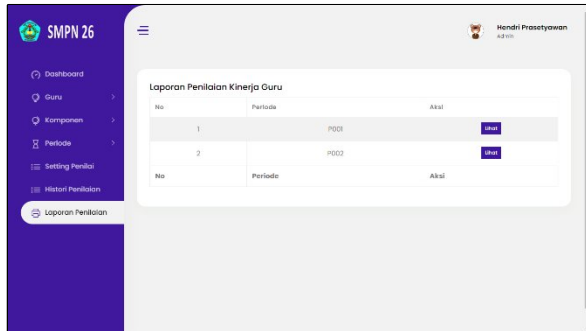 SMPN 26
Hendri Prasetyawan
Admin
Dashboard
Guru
Komponen
Periode
Setting Penilai
Histori Penilaian
Laporan Penilaian
Laporan Penilaian Kinerja Guru
No Periode Aksi
1 P001 Lihat
2 P002 Lihat
No Periode Aksi